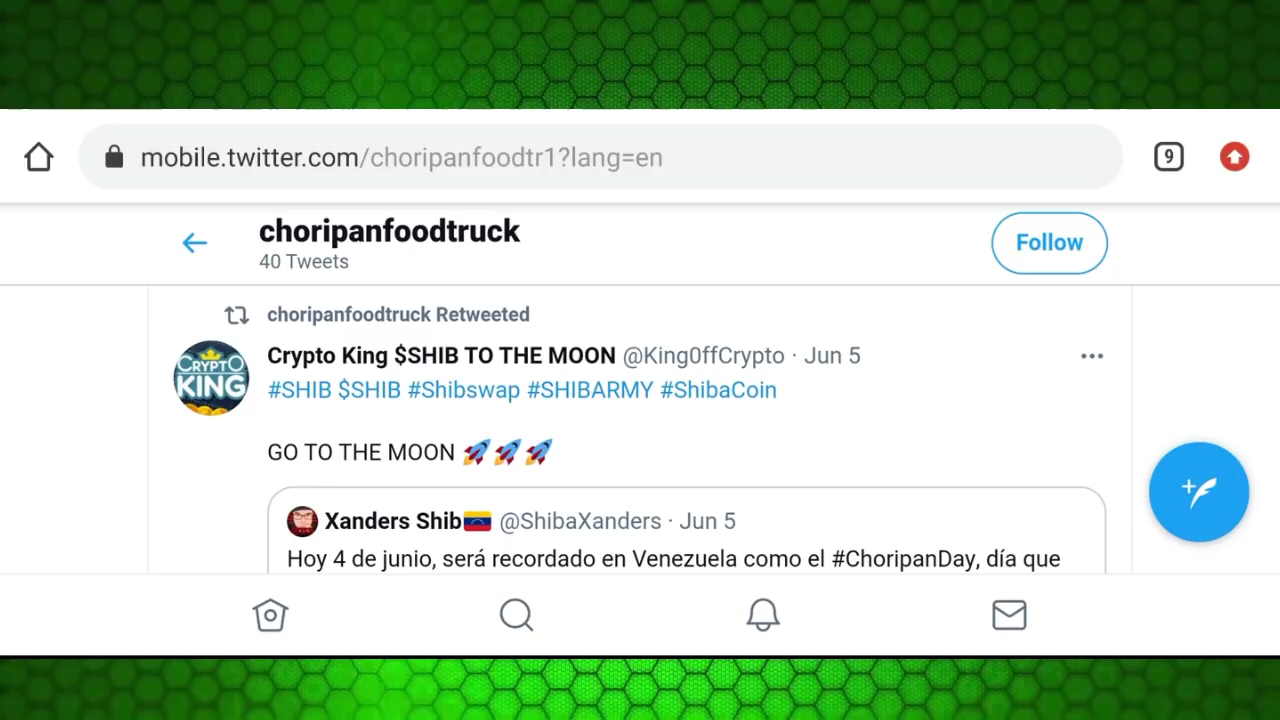 mobile.twitter.com/choripanfoodtr1?lang=en
9
choripanfoodtruck
40 Tweets
Follow
choripanfoodtruck Retweeted
CRYPTO
KING
Crypto King $SHIB TO THE MOON @King0ffCrypto · Jun 5
#SHIB $SHIB #Shibswap #SHIBARMY #ShibaCoin
GO TO THE MOON 🚀🚀🚀
Xanders Shib🇻🇪 @ShibaXanders · Jun 5
Hoy 4 de junio, será recordado en Venezuela como el #ChoripanDay, día que